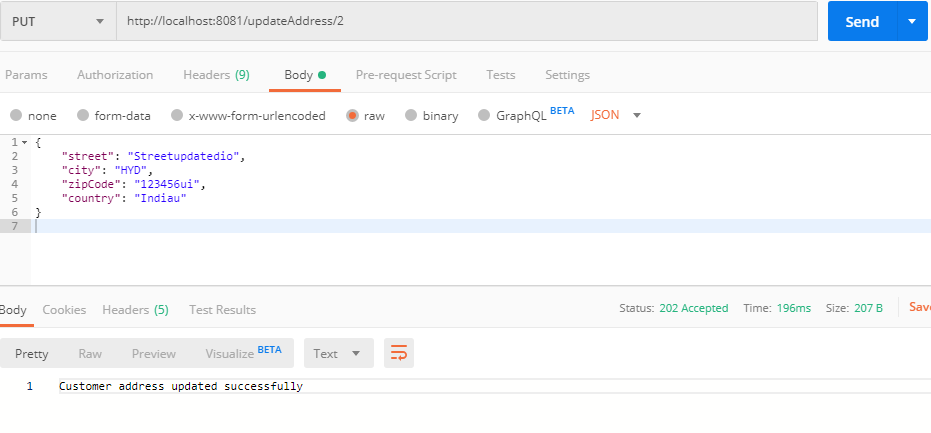 PUT http://localhost:8081/updateAddress/2 Send
Params Authorization Headers (9) Body Pre-request Script Tests Settings
none form-data x-www-form-urlencoded raw binary GraphQL BETA JSON
1 {
2 "street": "Streetupdatedio",
3 "city": "HYD",
4 "zipCode": "123456ui",
5 "country": "Indiau"
6 }
7
Body Cookies Headers (5) Test Results Status: 202 Accepted Time: 196ms Size: 207 B Save
Pretty Raw Preview Visualize BETA Text
1 Customer address updated successfully